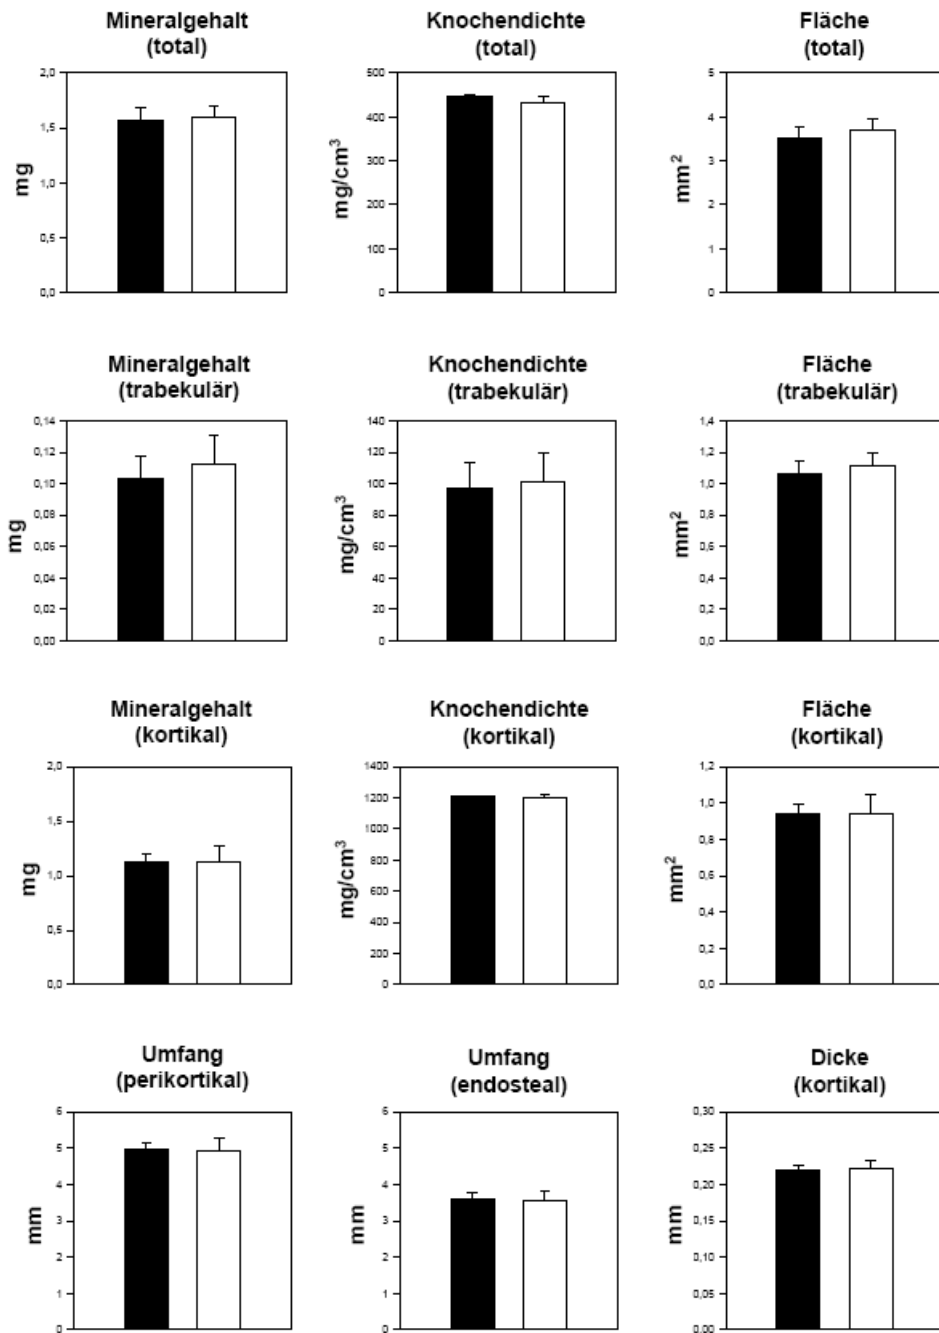 Mineralgehalt
(total)
Knochendichte
(total)
Fläche
(total)
mg
2,0
1,5
1,0
0,5
0,0
mg/cm³
500
400
300
200
100
0
mm²
5
4
3
2
1
0
Mineralgehalt
(trabekulär)
Knochendichte
(trabekulär)
Fläche
(trabekulär)
mg
0,14
0,12
0,10
0,08
0,06
0,04
0,02
0,00
mg/cm³
140
120
100
80
60
40
20
0
mm²
1,4
1,2
1,0
0,8
0,6
0,4
0,2
0,0
Mineralgehalt
(kortikal)
Knochendichte
(kortikal)
Fläche
(kortikal)
mg
2,0
1,5
1,0
0,5
0,0
mg/cm³
1400
1200
1000
800
600
400
200
0
mm²
1,2
1,0
0,8
0,6
0,4
0,2
0,0
Umfang
(perikortikal)
Umfang
(endosteal)
Dicke
(kortikal)
mm
6
5
4
3
2
1
0
mm
6
5
4
3
2
1
0
mm
0,30
0,25
0,20
0,15
0,10
0,05
0,00